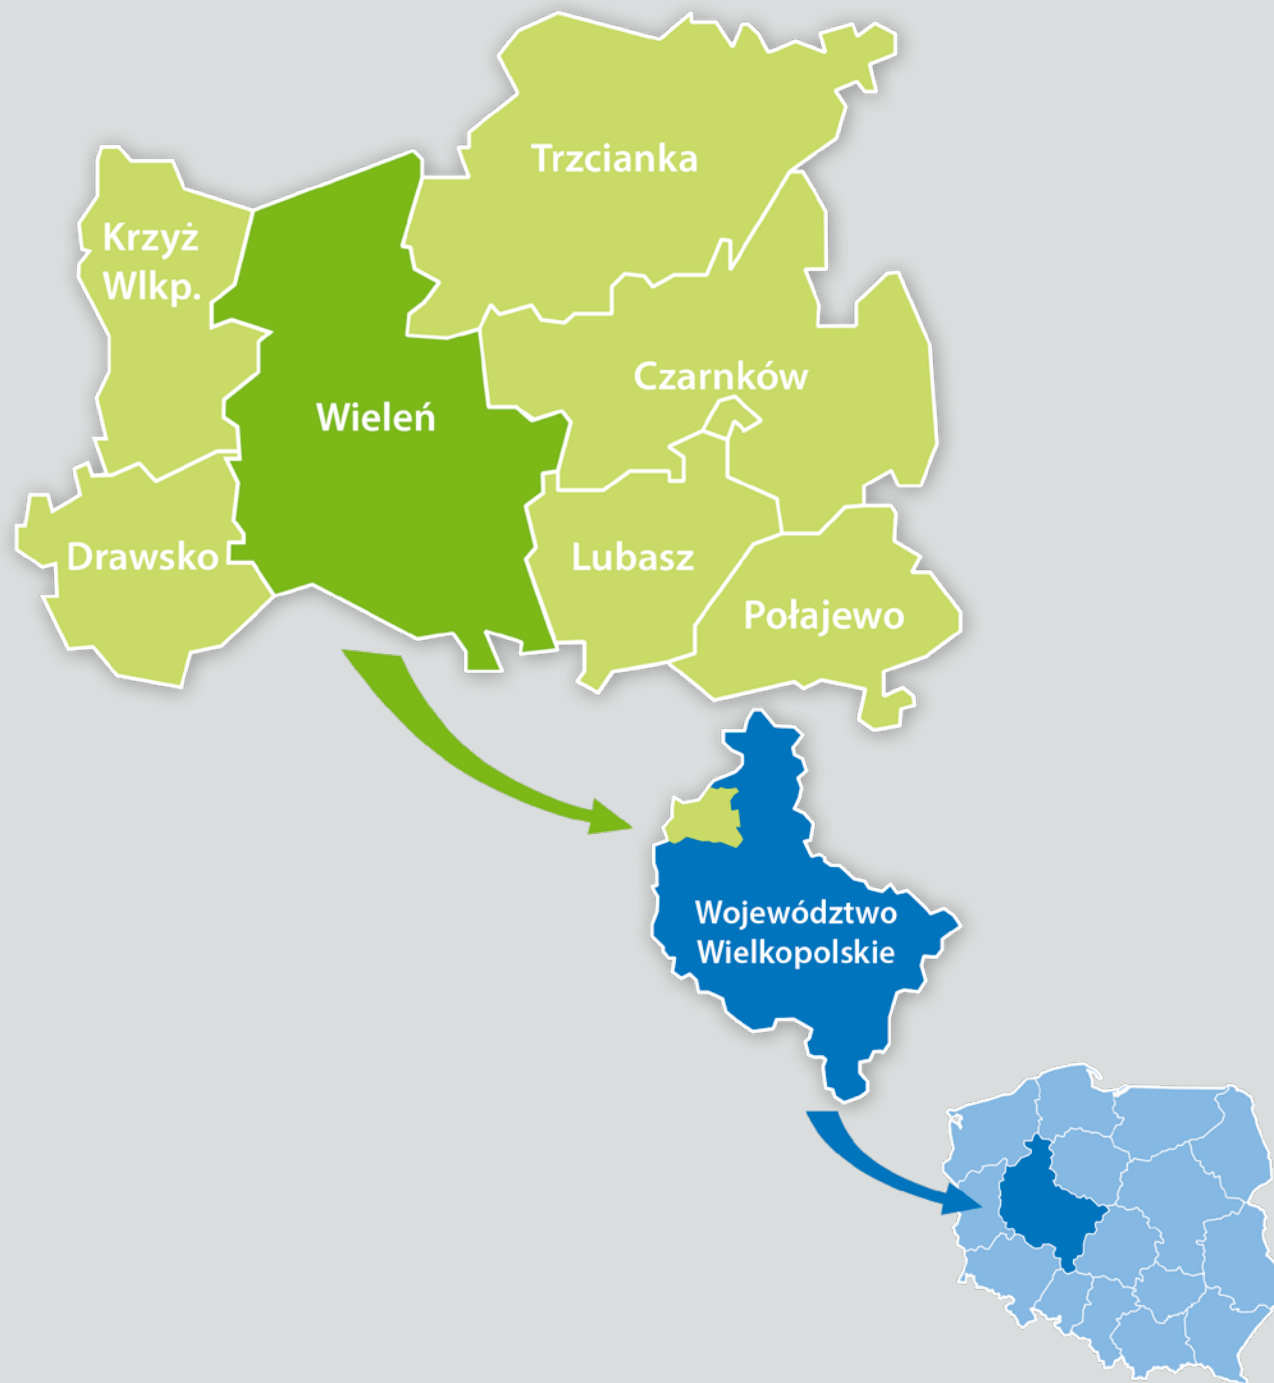 Trzcianka
Krzyż
Wlkp.
Czarnków
Wieleń
Drawsko
Lubasz
Połajewo
Województwo
Wielkopolskie